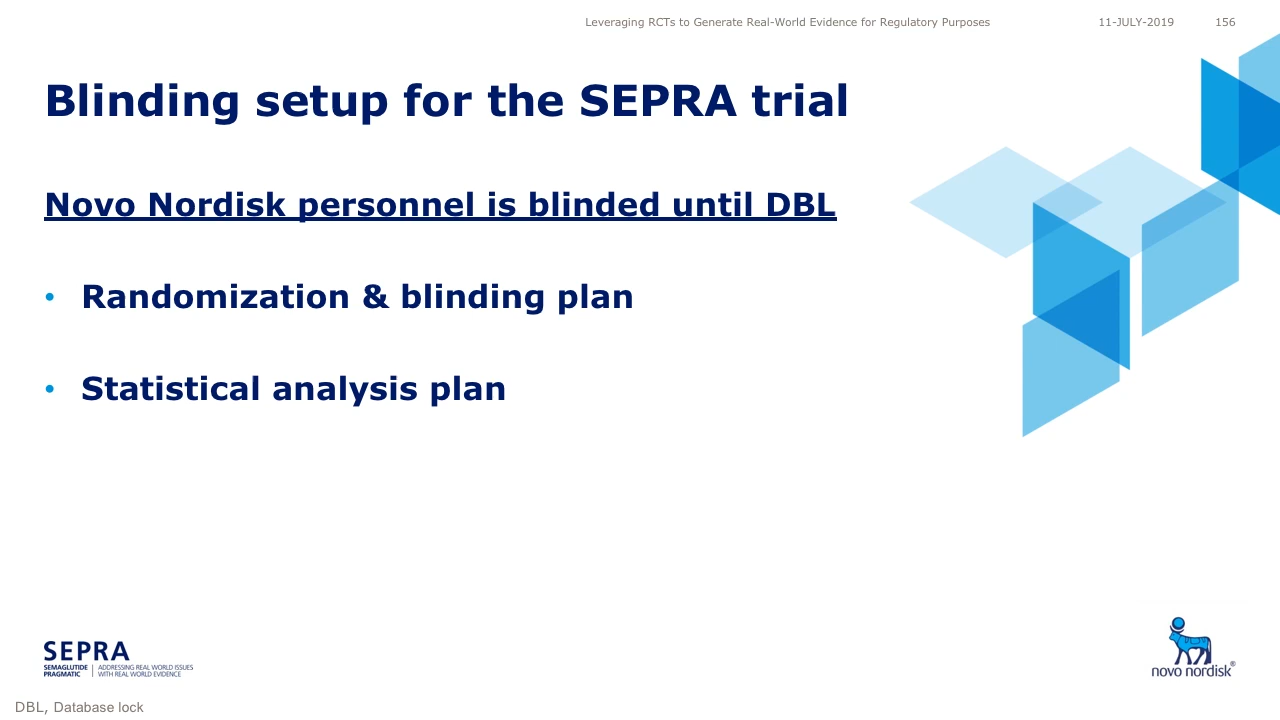 Leveraging RCTs to Generate Real-World Evidence for Regulatory Purposes 11-JULY-2019 156
Blinding setup for the SEPRA trial
Novo Nordisk personnel is blinded until DBL
• Randomization & blinding plan
• Statistical analysis plan
SEPRA
SEMAGLUTIDE PRAGMATIC | ADDRESSING REAL WORLD ISSUES WITH REAL WORLD EVIDENCE
novo nordisk®
DBL, Database lock